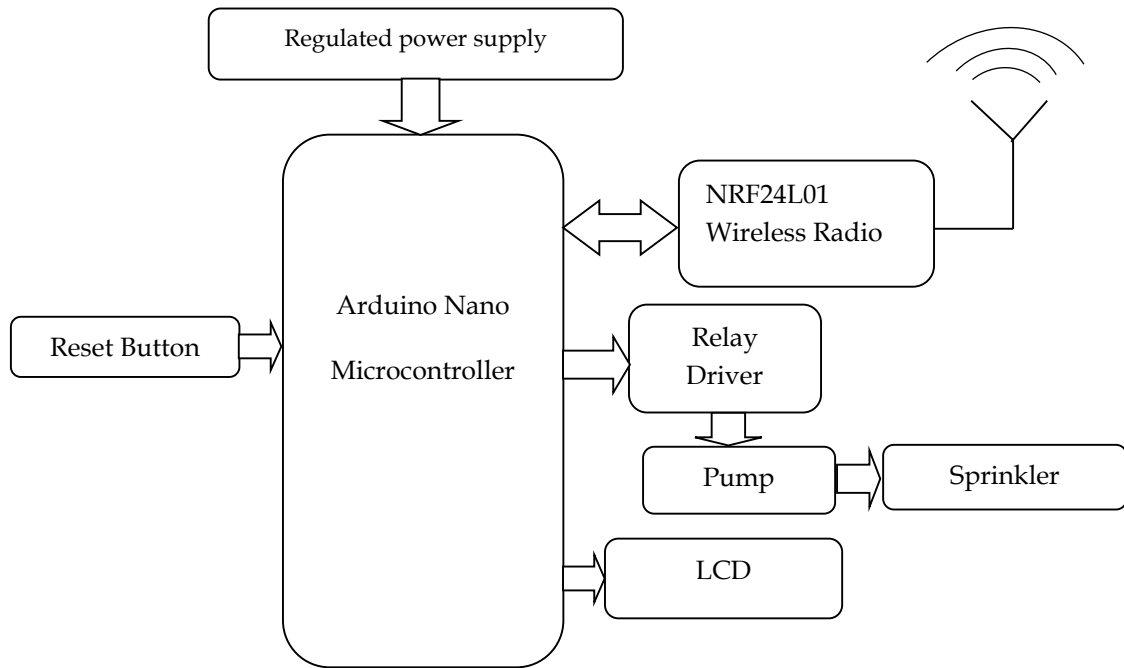 Regulated power supply
NRF24L01
Wireless Radio
Arduino Nano
Microcontroller
Reset Button
Relay
Driver
Pump
Sprinkler
LCD